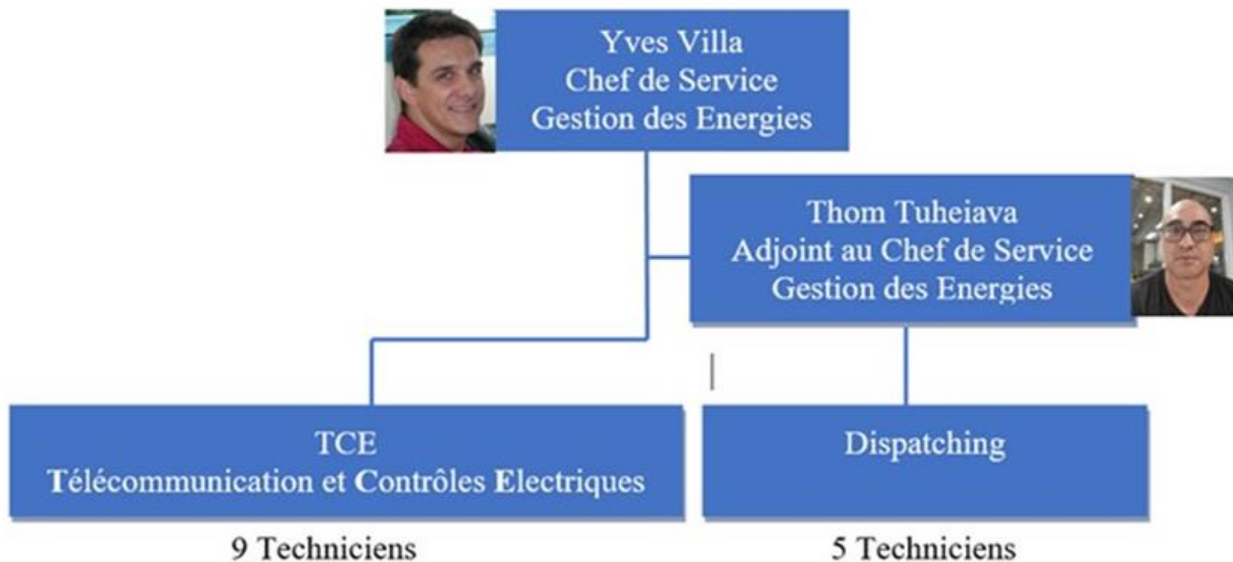 Yves Villa
Chef de Service
Gestion des Energies
Thom Tuheiava
Adjoint au Chef de Service
Gestion des Energies
TCE
Télécommunication et Contrôles Electriques
Dispatching
9 Techniciens
5 Techniciens